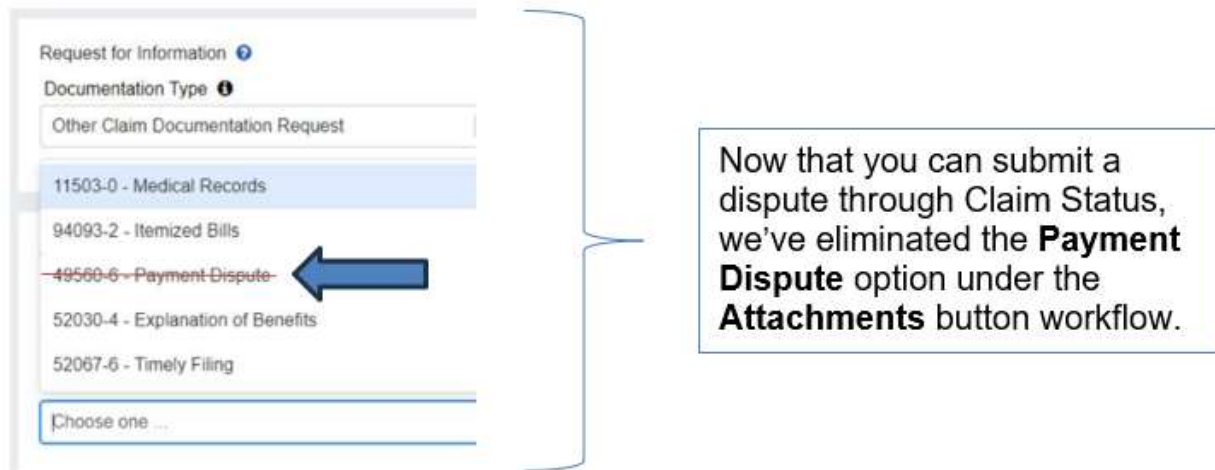 Request for Information
Documentation Type
Other Claim Documentation Request
11503-0 - Medical Records
94093-2 - Itemized Bills
49560-6 - Payment Dispute
52030-4 - Explanation of Benefits
52067-6 - Timely Filing
Choose one ...
Now that you can submit a
dispute through Claim Status,
we've eliminated the Payment
Dispute option under the
Attachments button workflow.